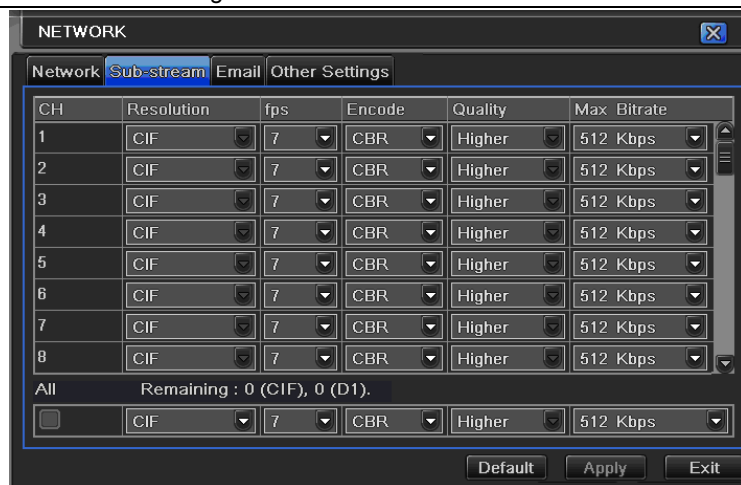 NETWORK
Network Sub-stream Email Other Settings
CH Resolution fps Encode Quality Max Bitrate
1 CIF 7 CBR Higher 512 Kbps
2 CIF 7 CBR Higher 512 Kbps
3 CIF 7 CBR Higher 512 Kbps
4 CIF 7 CBR Higher 512 Kbps
5 CIF 7 CBR Higher 512 Kbps
6 CIF 7 CBR Higher 512 Kbps
7 CIF 7 CBR Higher 512 Kbps
8 CIF 7 CBR Higher 512 Kbps
All Remaining : 0 (CIF), 0 (D1).
CIF 7 CBR Higher 512 Kbps
Default Apply Exit